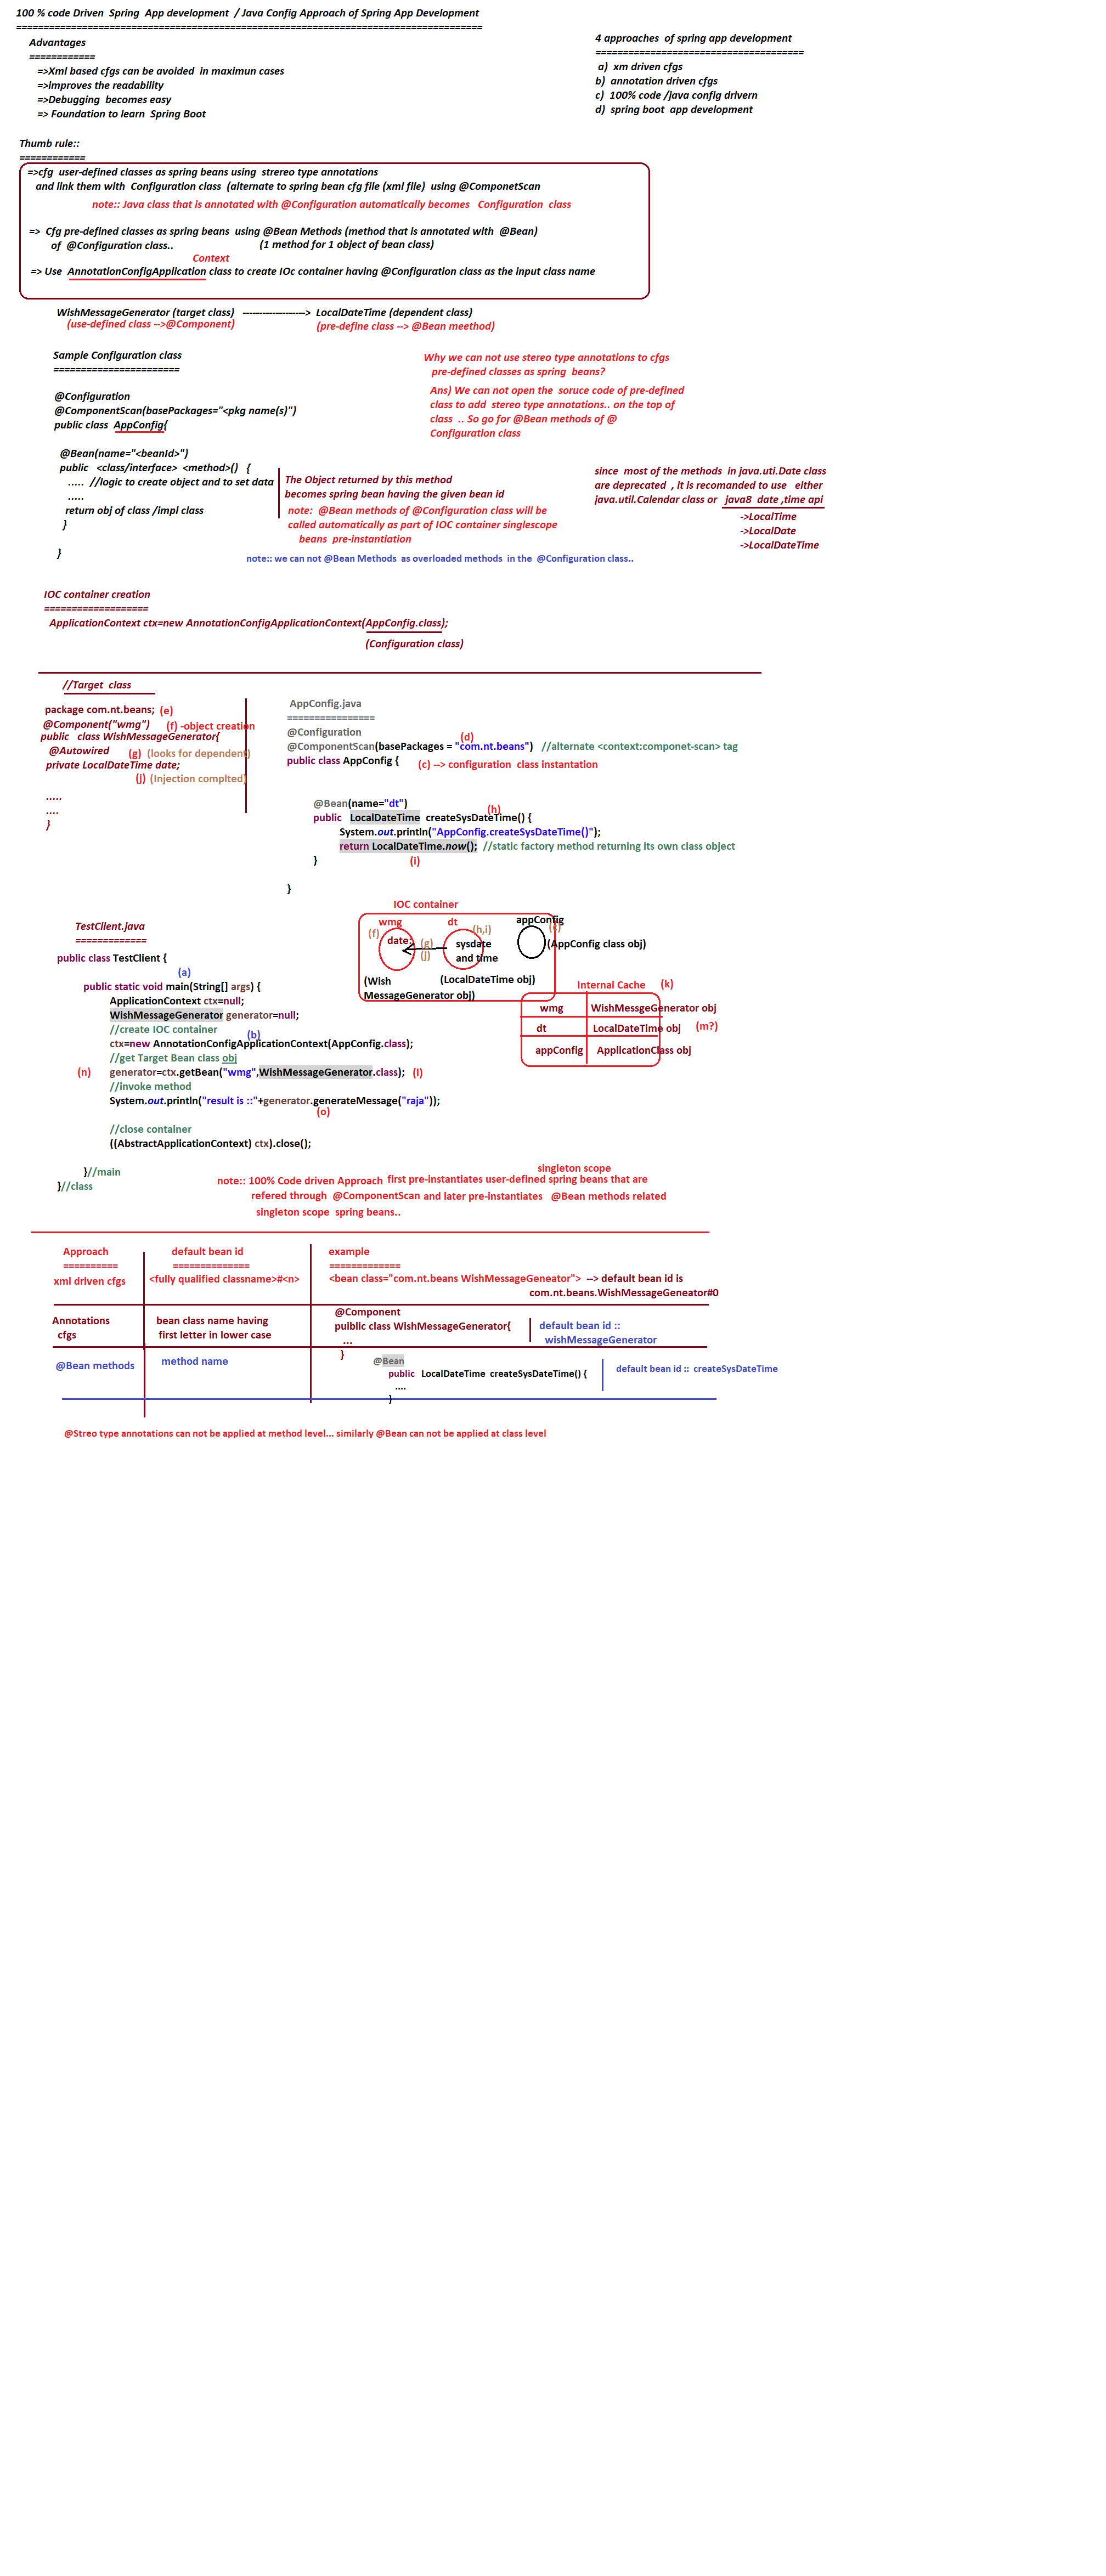 100 % code Driven  Spring  App development  / Java Config Approach of Spring App Development
=====================================================================================
Advantages
============
=>Xml based cfgs can be avoided  in maximun cases
=>improves the readability
=>Debugging  becomes easy
=> Foundation to learn  Spring Boot
4 approaches  of spring app development
======================================
a)  xm driven cfgs
b)  annotation driven cfgs
c)  100% code /java config drivern
d)  spring boot  app development
Thumb rule::
============
=>cfg  user-defined classes as spring beans using  strereo type annotations
and link them with  Configuration class  (alternate to spring bean cfg file (xml file)  using @ComponetScan
note:: Java class that is annotated with @Configuration automatically becomes   Configuration  class
=>  Cfg pre-defined classes as spring beans  using @Bean Methods (method that is annotated with  @Bean)
of  @Configuration class..
(1 method for 1 object of bean class)
Context
=> Use  AnnotationConfigApplication class to create IOc container having @Configuration class as the input class name
WishMessageGenerator (target class)   ------------------->  LocalDateTime (dependent class)
(use-defined class -->@Component)
(pre-define class --> @Bean meethod)
Sample Configuration class
=======================
@Configuration
@ComponentScan(basePackages="<pkg name(s)")
public class  AppConfig{
@Bean(name="<beanId>")
public   <class/interface>  <method>()   {
.....  //logic to create object and to set data
.....
return obj of class /impl class
}
}
Why we can not use stereo type annotations to cfgs
pre-defined classes as spring  beans?
Ans) We can not open the  soruce code of pre-defined
class to add  stereo type annotations.. on the top of
class  .. So go for @Bean methods of @
Configuration class
The Object returned by this method
becomes spring bean having the given bean id
note:  @Bean methods of @Configuration class will be
called automatically as part of IOC container singlescope
beans  pre-instantiation
since  most of the methods  in java.uti.Date class
are deprecated  , it is recomanded to use   either
java.util.Calendar class or   java8  date ,time api
->LocalTime
->LocalDate
->LocalDateTime
note:: we can not @Bean Methods  as overloaded methods  in the  @Configuration class..
IOC container creation
===================
ApplicationContext ctx=new AnnotationConfigApplicationContext(AppConfig.class);
(Configuration class)
//Target  class
package com.nt.beans;  (e)
@Component("wmg")      (f) -object creation
public   class WishMessageGenerator{
@Autowired      (g)  (looks for dependent)
private LocalDateTime date;
(j) (Injection complted)
.....
....
}
AppConfig.java
================
@Configuration
(d)
@ComponentScan(basePackages = "com.nt.beans")   //alternate <context:componet-scan> tag
public class AppConfig {      (c) --> configuration  class instantation
@Bean(name="dt")
(h)
public   LocalDateTime  createSysDateTime() {
System.out.println("AppConfig.createSysDateTime()");
return LocalDateTime.now();  //static factory method returning its own class object
}
(i)
}
IOC container
wmg
dt
appConfig
(f)
(h,i)
date:
(g)
(j)
sysdate
and time
(AppConfig class obj)
(Wish
MessageGenerator obj)
(LocalDateTime obj)
Internal Cache
(k)
wmg
WishMessgeGenerator obj
dt
LocalDateTime obj
(m?)
appConfig
ApplicationClass obj
TestClient.java
=============
public class TestClient {
(a)
public static void main(String[] args) {
ApplicationContext ctx=null;
WishMessageGenerator generator=null;
//create IOC container
(b)
ctx=new AnnotationConfigApplicationContext(AppConfig.class);
//get Target Bean class obj
(n)      generator=ctx.getBean("wmg",WishMessageGenerator.class);   (l)
//invoke method
System.out.println("result is ::"+generator.generateMessage("raja"));
(o)
//close container
((AbstractApplicationContext) ctx).close();
}//main
}//class
singleton scope
note:: 100% Code driven Approach  first pre-instantiates user-defined spring beans that are
refered through  @ComponentScan and later pre-instantiates   @Bean methods related
singleton scope  spring beans..
Approach
==========
default bean id
==============
example
=============
xml driven cfgs
<fully qualified classname>#<n>
<bean class="com.nt.beans WishMessageGeneator">  --> default bean id is
com.nt.beans.WishMessageGeneator#0
Annotations
cfgs
bean class name having
first letter in lower case
@Component
public class WishMessageGenerator{
...
}
default bean id ::
wishMessageGenerator
@Bean methods
method name
@Bean
public   LocalDateTime  createSysDateTime() {
....
}
default bean id ::  createSysDateTime
@Streo type annotations can not be applied at method level... similarly @Bean can not be applied at class level